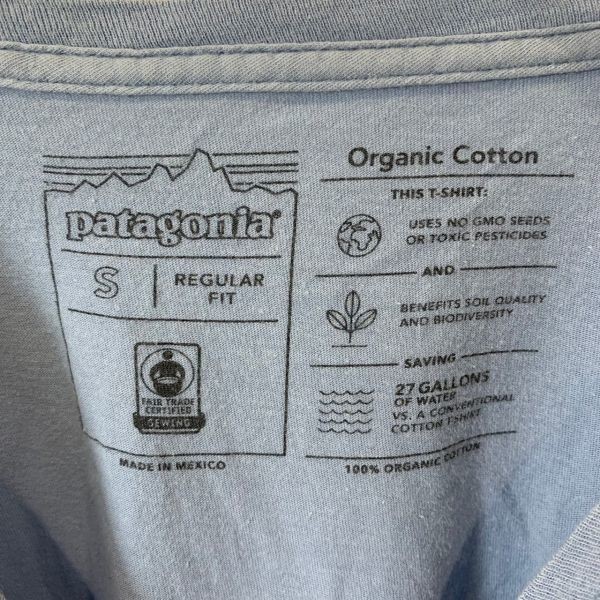 patagonia®
S
REGULAR
FIT
FAIR TRADE
CERTIFIED
SEWING
MADE IN MEXICO
Organic Cotton
THIS T-SHIRT:
USES NO GMO SEEDS
OR TOXIC PESTICIDES
AND
BENEFITS SOIL QUALITY
AND BIODIVERSITY
SAVING
27 GALLONS
OF WATER
VS. A CONVENTIONAL
COTTON T-SHIRT
100% ORGANIC COTTON